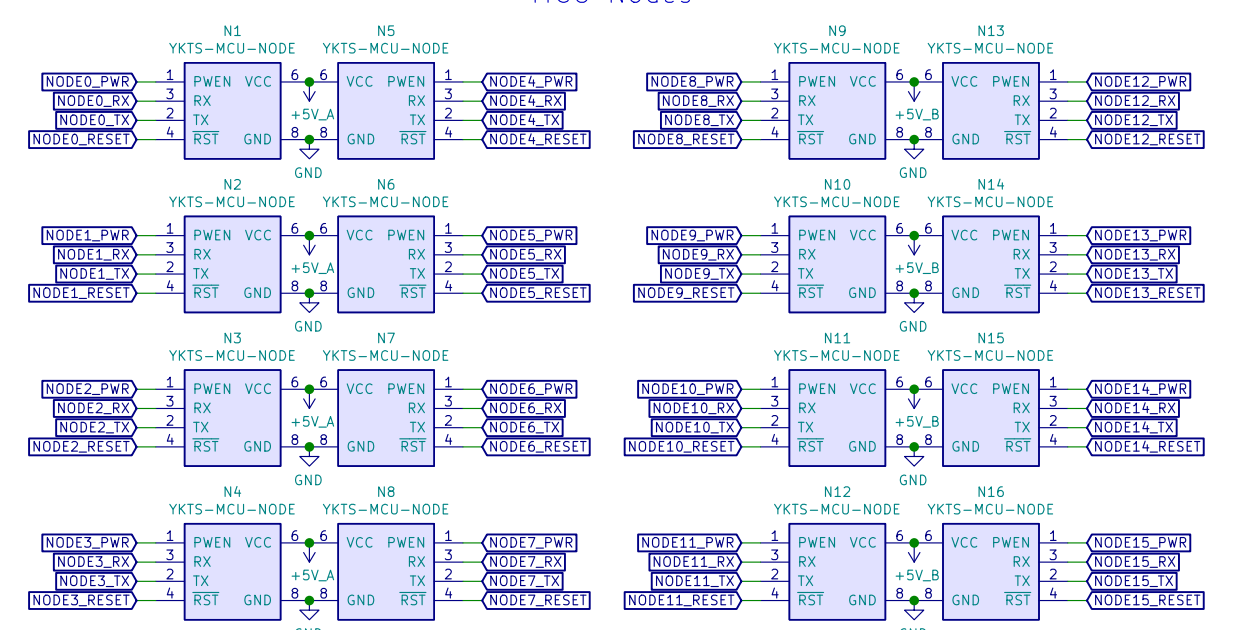 MCU Nodes
N1 N5 N9 N13
YKTS-MCU-NODE YKTS-MCU-NODE YKTS-MCU-NODE YKTS-MCU-NODE
NODE0_PWR 1 PWEN VCC 6 6 VCC PWEN 1 NODE4_PWR NODE8_PWR 1 PWEN VCC 6 6 VCC PWEN 1 NODE12_PWR
NODE0_RX 3 RX RX 3 NODE4_RX NODE8_RX 3 RX RX 3 NODE12_RX
NODE0_TX 2 TX +5V_A TX 2 NODE4_TX NODE8_TX 2 TX +5V_B TX 2 NODE12_TX
NODE0_RESET 4 RST GND 8 8 GND RST 4 NODE4_RESET NODE8_RESET 4 RST GND 8 8 GND RST 4 NODE12_RESET
GND GND
N2 N6 N10 N14
YKTS-MCU-NODE YKTS-MCU-NODE YKTS-MCU-NODE YKTS-MCU-NODE
NODE1_PWR 1 PWEN VCC 6 6 VCC PWEN 1 NODE5_PWR NODE9_PWR 1 PWEN VCC 6 6 VCC PWEN 1 NODE13_PWR
NODE1_RX 3 RX RX 3 NODE5_RX NODE9_RX 3 RX RX 3 NODE13_RX
NODE1_TX 2 TX +5V_A TX 2 NODE5_TX NODE9_TX 2 TX +5V_B TX 2 NODE13_TX
NODE1_RESET 4 RST GND 8 8 GND RST 4 NODE5_RESET NODE9_RESET 4 RST GND 8 8 GND RST 4 NODE13_RESET
GND GND
N3 N7 N11 N15
YKTS-MCU-NODE YKTS-MCU-NODE YKTS-MCU-NODE YKTS-MCU-NODE
NODE2_PWR 1 PWEN VCC 6 6 VCC PWEN 1 NODE6_PWR NODE10_PWR 1 PWEN VCC 6 6 VCC PWEN 1 NODE14_PWR
NODE2_RX 3 RX RX 3 NODE6_RX NODE10_RX 3 RX RX 3 NODE14_RX
NODE2_TX 2 TX +5V_A TX 2 NODE6_TX NODE10_TX 2 TX +5V_B TX 2 NODE14_TX
NODE2_RESET 4 RST GND 8 8 GND RST 4 NODE6_RESET NODE10_RESET 4 RST GND 8 8 GND RST 4 NODE14_RESET
GND GND
N4 N8 N12 N16
YKTS-MCU-NODE YKTS-MCU-NODE YKTS-MCU-NODE YKTS-MCU-NODE
NODE3_PWR 1 PWEN VCC 6 6 VCC PWEN 1 NODE7_PWR NODE11_PWR 1 PWEN VCC 6 6 VCC PWEN 1 NODE15_PWR
NODE3_RX 3 RX RX 3 NODE7_RX NODE11_RX 3 RX RX 3 NODE15_RX
NODE3_TX 2 TX +5V_A TX 2 NODE7_TX NODE11_TX 2 TX +5V_B TX 2 NODE15_TX
NODE3_RESET 4 RST GND 8 8 GND RST 4 NODE7_RESET NODE11_RESET 4 RST GND 8 8 GND RST 4 NODE15_RESET
GND GND